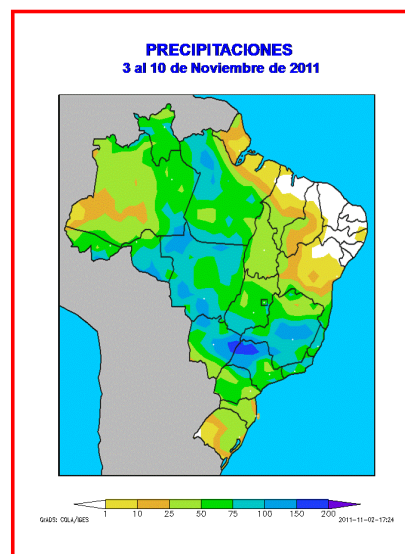 PRECIPITACIONES
3 al 10 de Noviembre de 2011
1 10 25 50 75 100 150 200
GrADS: COLA/IGES 2011-11-02-17:24